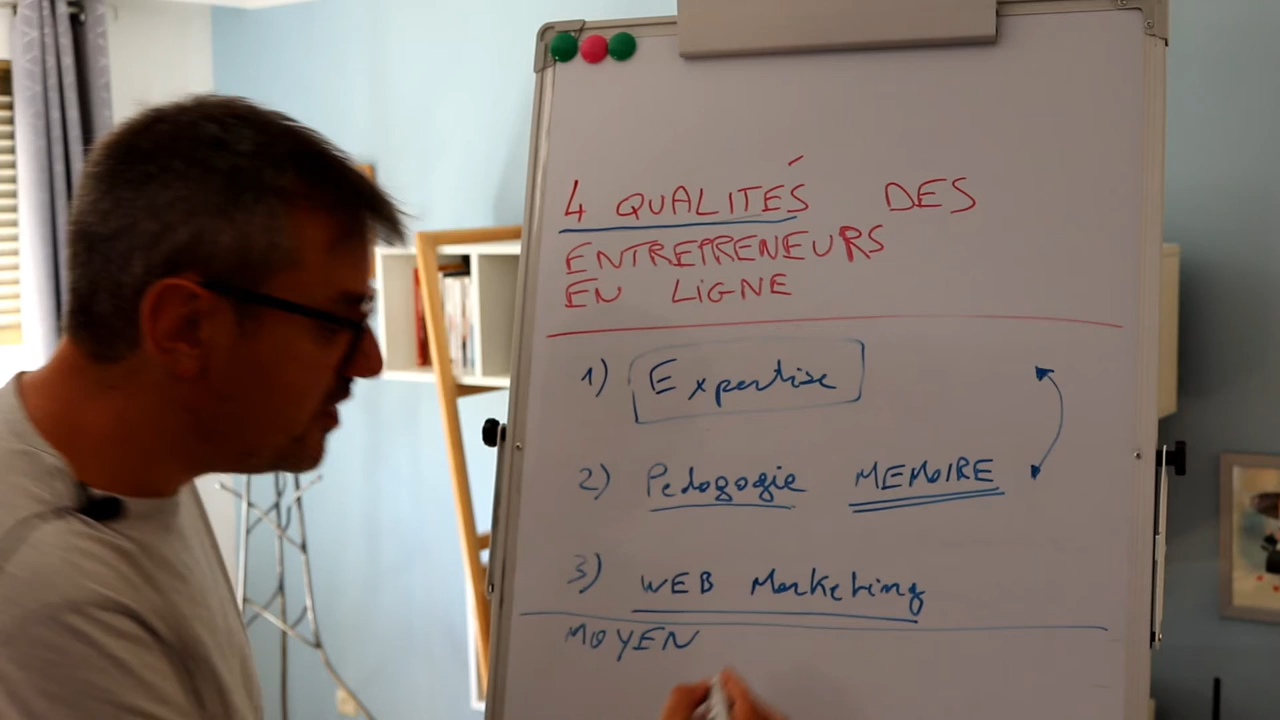 4 QUALITÉS DES
ENTREPRENEURS
EN LIGNE
1) Expertise
2) Pedagogie MEMOIRE
3) WEB Marketing
MOYEN